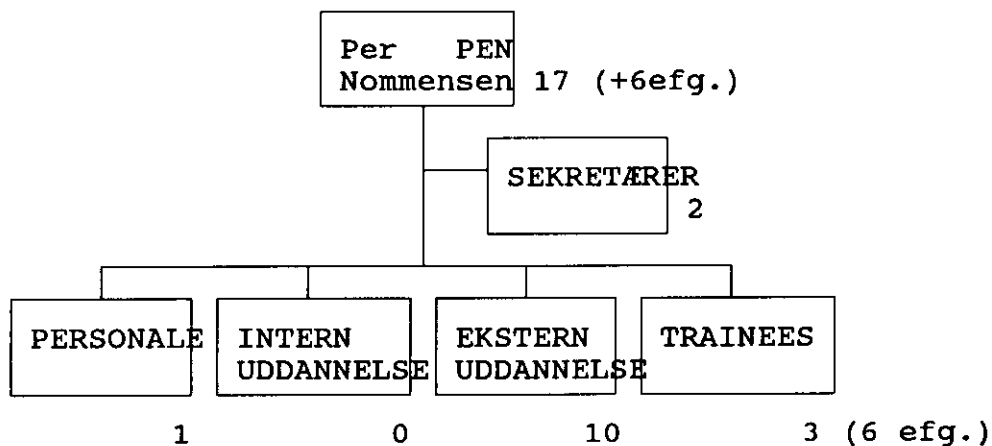 Per PEN
Nommensen 17 (+6efg.)
SEKRETÆRER
2
PERSONALE INTERN EKSTERN TRAINEES
UDDANNELSE UDDANNELSE
1 0 10 3 (6 efg.)